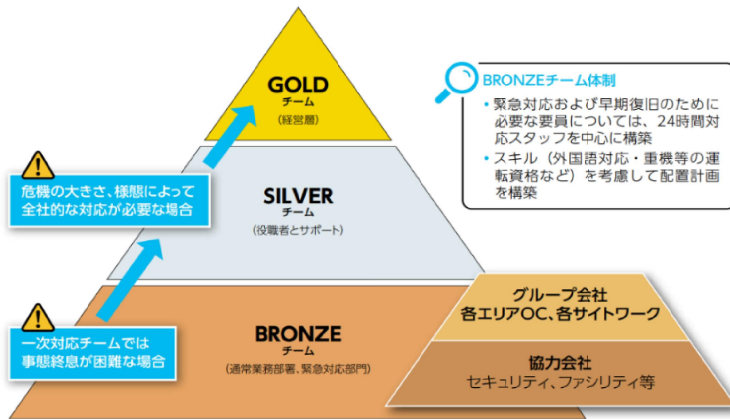 GOLD
チーム
(経営層)
危機の大きさ、様態によって
全社的な対応が必要な場合
SILVER
チーム
(役職者とサポート)
一次対応チームでは
事態終息が困難な場合
BRONZE
チーム
(通常業務部署、緊急対応部門)
BRONZEチーム体制
・緊急対応および早期復旧のために
必要な要員については、24時間対
応スタッフを中心に構築
・スキル（外国語対応・重機等の運
転資格など）を考慮して配置計画
を構築
グループ会社
各エリアOC、各サイトワーク
協力会社
セキュリティ、ファシリティ等